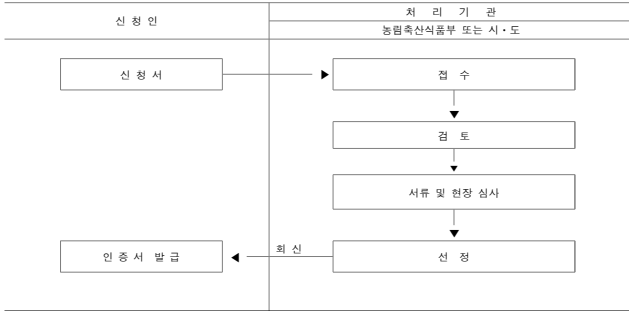 신 청 인
처 리 기 관
농림축산식품부 또는 시・도
신 청 서
접 수
검 토
서류 및 현장 심사
인 증 서 발 급
회 신
선 정